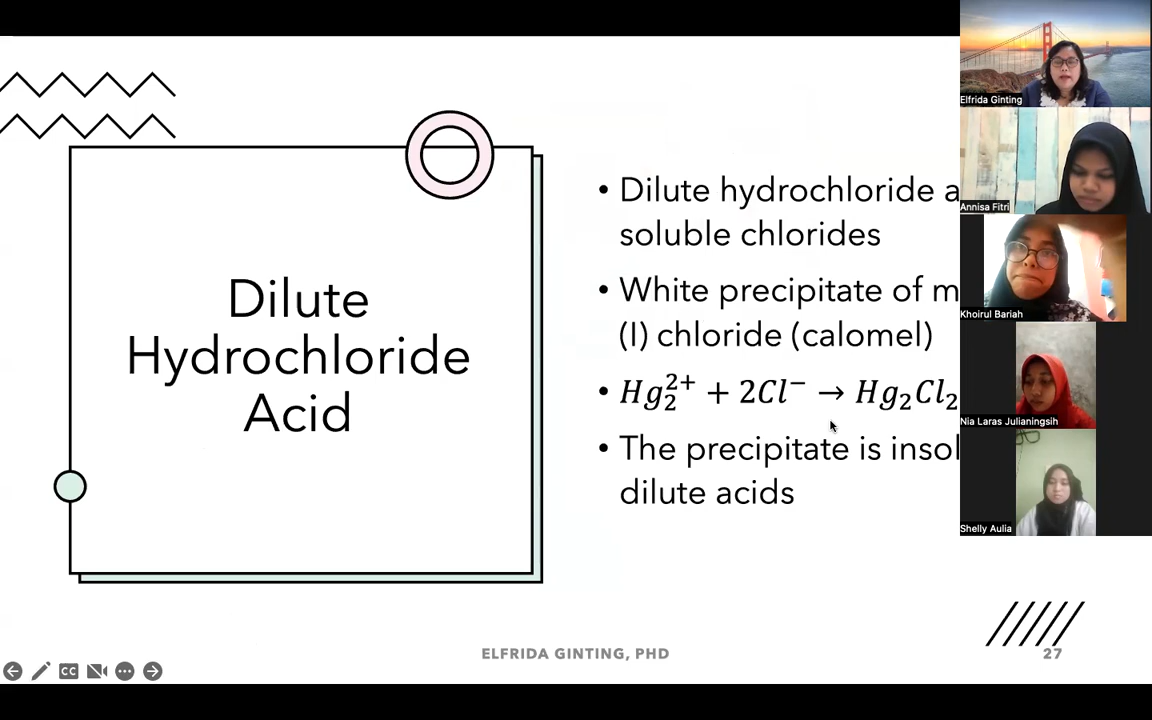 Dilute
Hydrochloride
Acid
• Dilute hydrochloride
soluble chlorides
• White precipitate of
(I) chloride (calomel)
• Hg₂²⁺ + 2Cl⁻ → Hg₂Cl₂
• The precipitate is
dilute acids
ELFRIDA GINTING, PHD
27
CC
Elfrida Ginting
Annisa Fitri
Khoirul Bariah
Nia Laras Julianingsih
Shelly Aulia